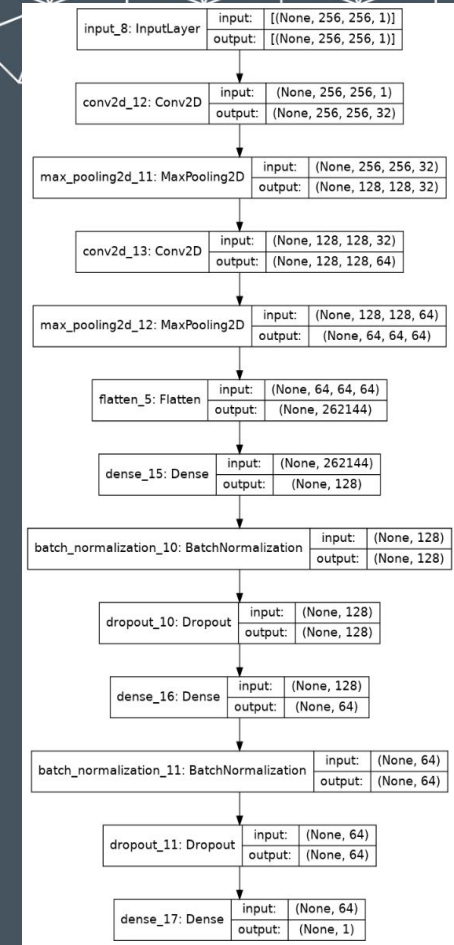 input_8: InputLayer input: [(None, 256, 256, 1)]
output: [(None, 256, 256, 1)]
conv2d_12: Conv2D input: (None, 256, 256, 1)
output: (None, 256, 256, 32)
max_pooling2d_11: MaxPooling2D input: (None, 256, 256, 32)
output: (None, 128, 128, 32)
conv2d_13: Conv2D input: (None, 128, 128, 32)
output: (None, 128, 128, 64)
max_pooling2d_12: MaxPooling2D input: (None, 128, 128, 64)
output: (None, 64, 64, 64)
flatten_5: Flatten input: (None, 64, 64, 64)
output: (None, 262144)
dense_15: Dense input: (None, 262144)
output: (None, 128)
batch_normalization_10: BatchNormalization input: (None, 128)
output: (None, 128)
dropout_10: Dropout input: (None, 128)
output: (None, 128)
dense_16: Dense input: (None, 128)
output: (None, 64)
batch_normalization_11: BatchNormalization input: (None, 64)
output: (None, 64)
dropout_11: Dropout input: (None, 64)
output: (None, 64)
dense_17: Dense input: (None, 64)
output: (None, 1)